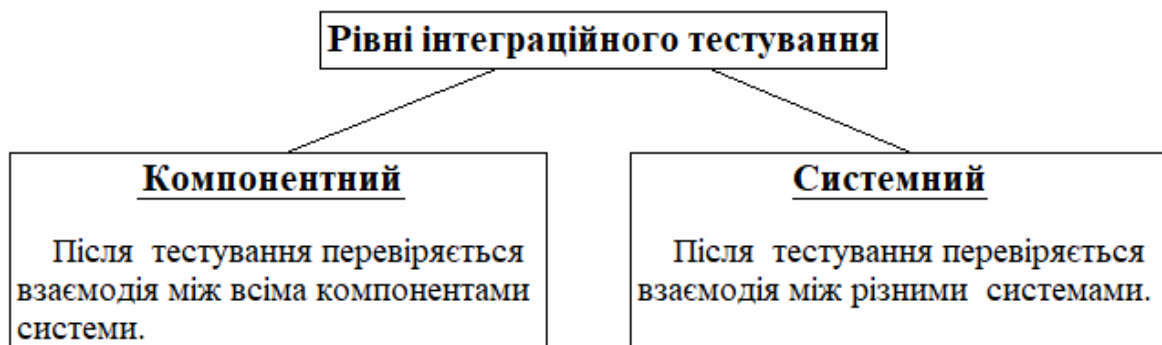 Рівні інтеграційного тестування
Компонентний
Після тестування перевіряється
взаємодія між всіма компонентами
системи.
Системний
Після тестування перевіряється
взаємодія між різними системами.